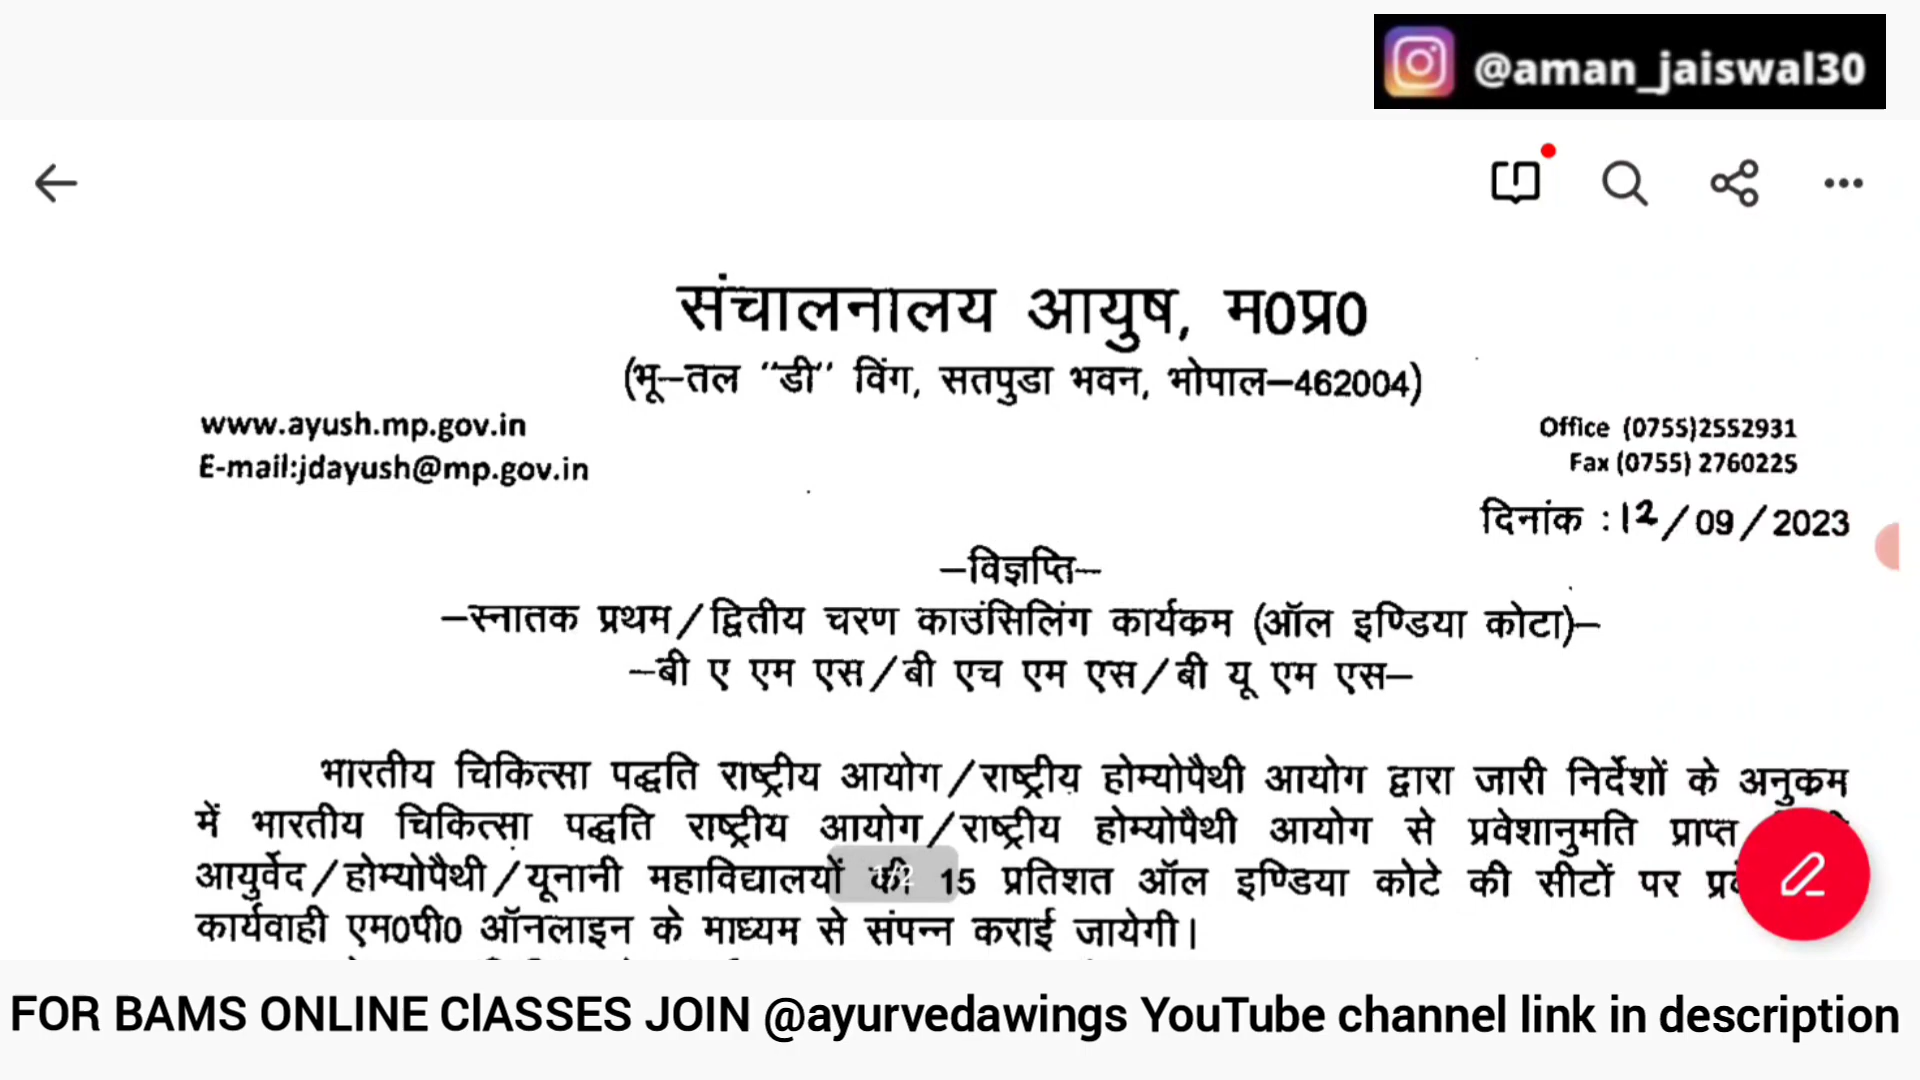 @aman_jaiswal30
संचालनालय आयुष, म0प्र0
(भू–तल ‘‘डी’’ विंग, सतपुडा भवन, भोपाल–462004)
www.ayush.mp.gov.in
Office (0755)2552931
E-mail:jdayush@mp.gov.in
Fax (0755) 2760225
दिनांक :12/09/2023
–विज्ञप्ति–
–स्नातक प्रथम/द्वितीय चरण काउंसिलिंग कार्यकम (ऑल इण्डिया कोटा)–
–बी ए एम एस/बी एच एम एस/बी यू एम एस–
भारतीय चिकित्सा पद्धति राष्ट्रीय आयोग/राष्ट्रीय होम्योपैथी आयोग द्वारा जारी निर्देशों के अनुकम
में भारतीय चिकित्सा पद्धति राष्ट्रीय आयोग/राष्ट्रीय होम्योपैथी आयोग से प्रवेशानुमति प्राप्त
आयुर्वेद/होम्योपैथी/यूनानी महाविद्यालयों की 15 प्रतिशत ऑल इण्डिया कोटे की सीटों पर
कार्यवाही एम0पी0 ऑनलाइन के माध्यम से संपन्न कराई जायेगी।
FOR BAMS ONLINE ClASSES JOIN @ayurvedawings YouTube channel link in description